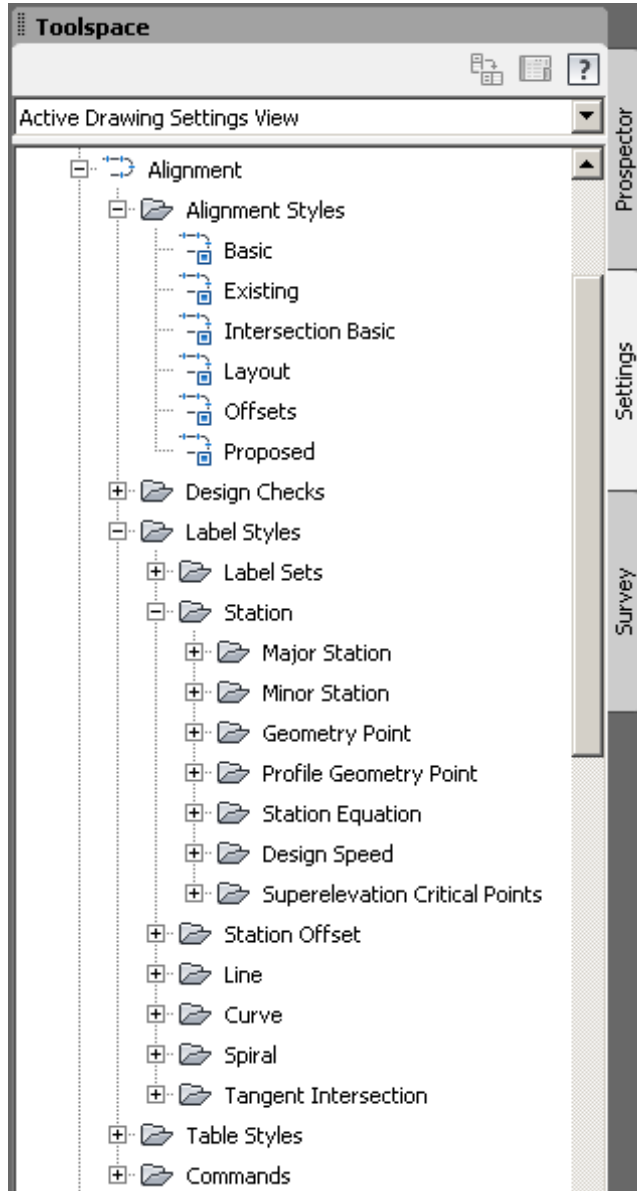 Toolspace
?
Active Drawing Settings View
Alignment
Alignment Styles
Basic
Existing
Intersection Basic
Layout
Offsets
Proposed
Design Checks
Label Styles
Label Sets
Station
Major Station
Minor Station
Geometry Point
Profile Geometry Point
Station Equation
Design Speed
Superelevation Critical Points
Station Offset
Line
Curve
Spiral
Tangent Intersection
Table Styles
Commands
Prospector
Settings
Survey